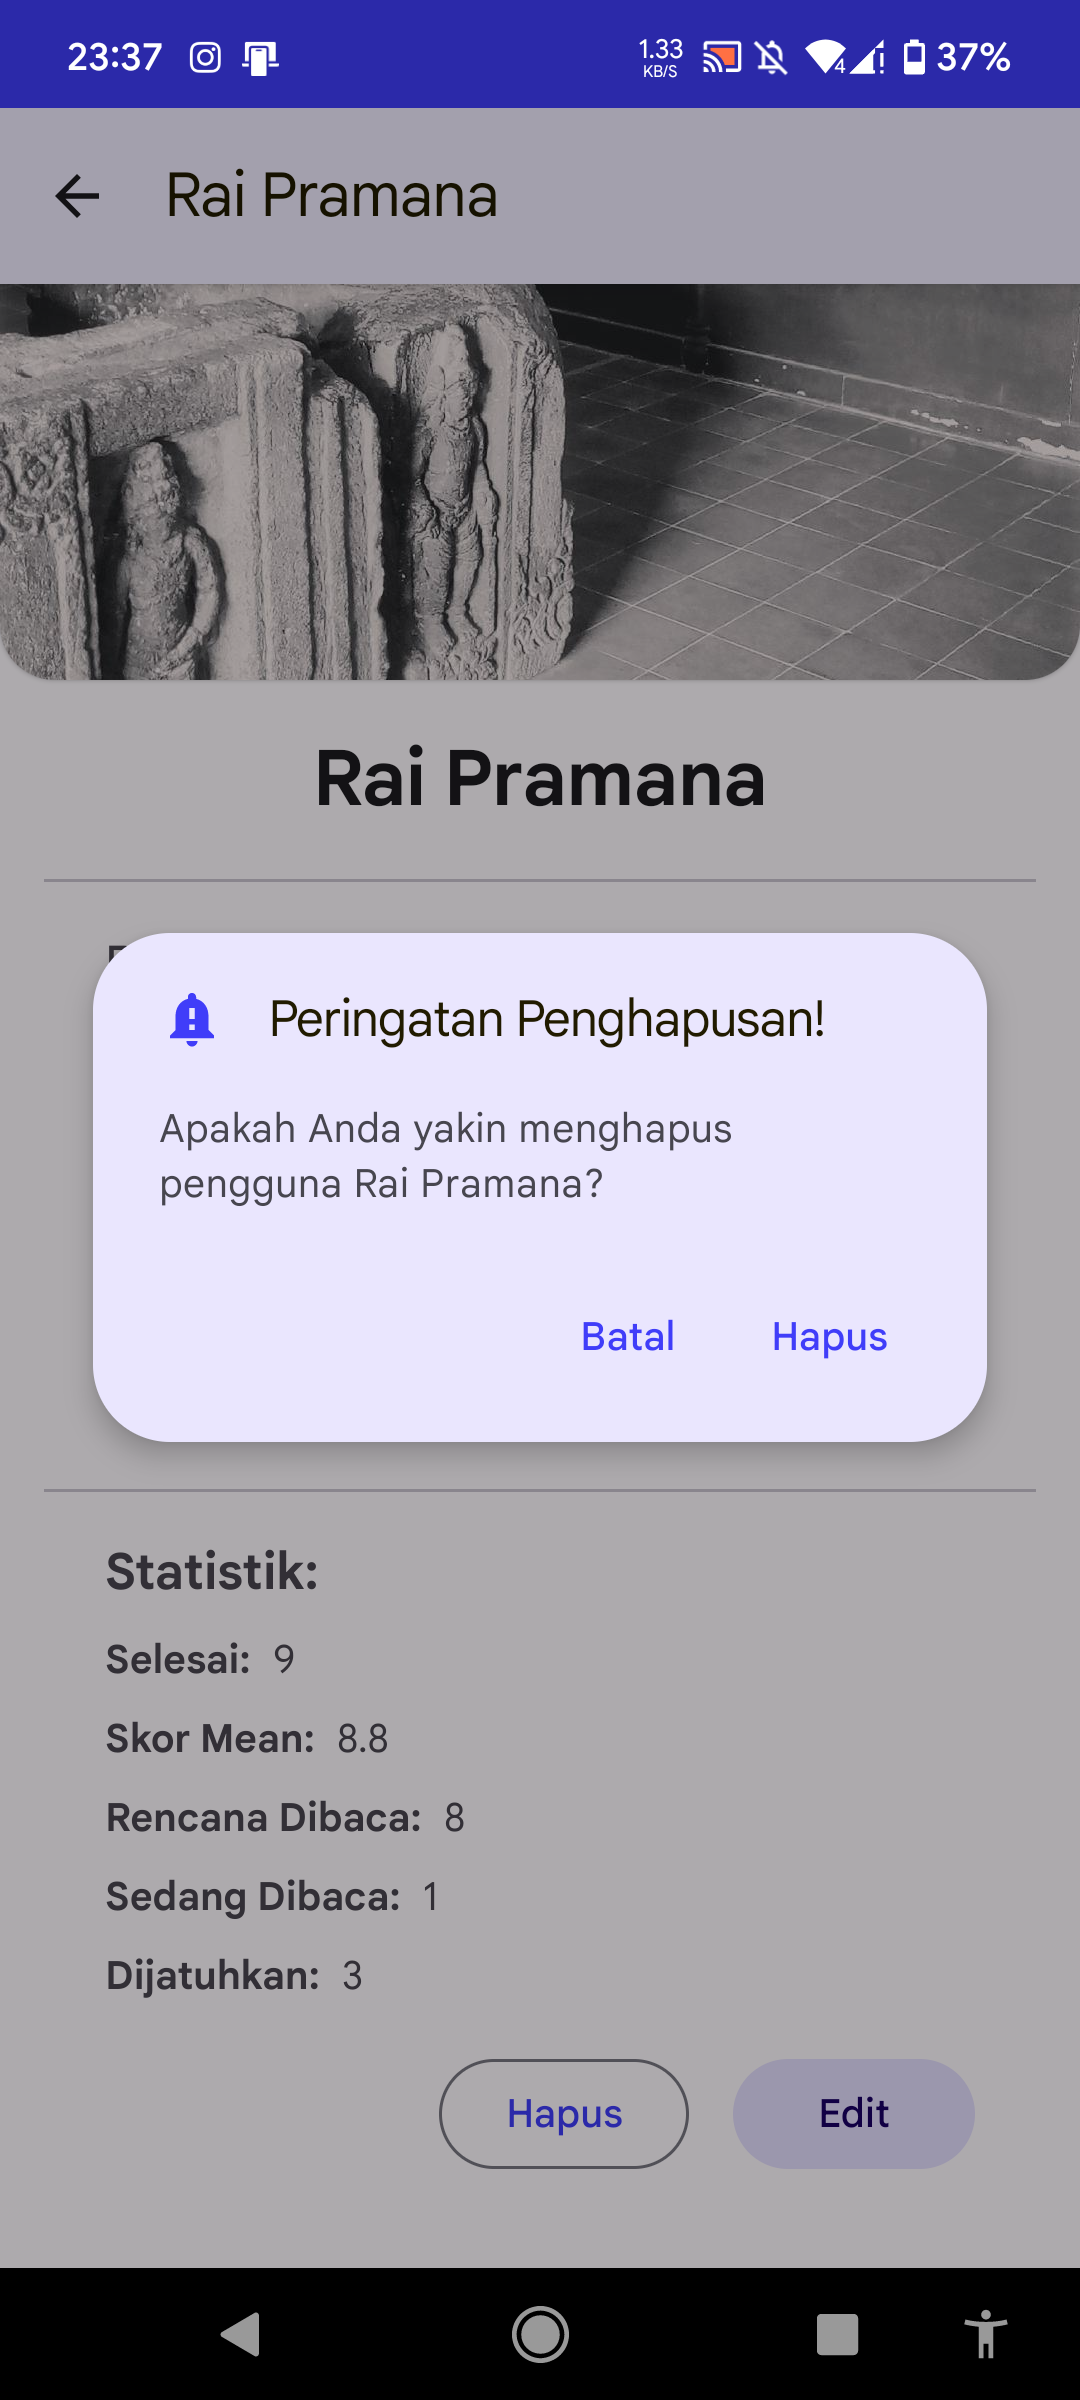 23:37
1.33
KB/S
4
37%
Rai Pramana
Rai Pramana
Peringatan Penghapusan!
Apakah Anda yakin menghapus
pengguna Rai Pramana?
Batal Hapus
Statistik:
Selesai: 9
Skor Mean: 8.8
Rencana Dibaca: 8
Sedang Dibaca: 1
Dijatuhkan: 3
Hapus Edit